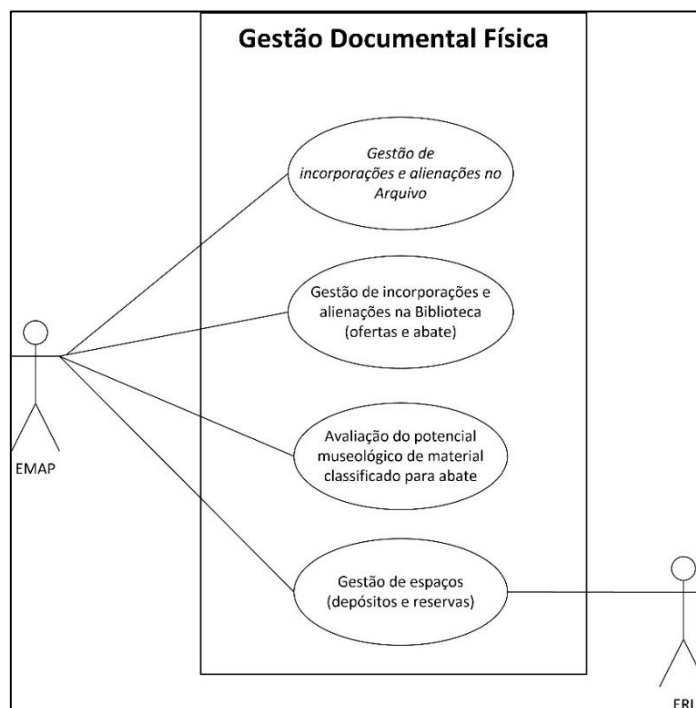 Gestão Documental Física
Gestão de
incorporações e alienações no
Arquivo
Gestão de incorporações e
alienações na Biblioteca
(ofertas e abate)
Avaliação do potencial
museológico de material
classificado para abate
EMAP
Gestão de espaços
(depósitos e reservas)